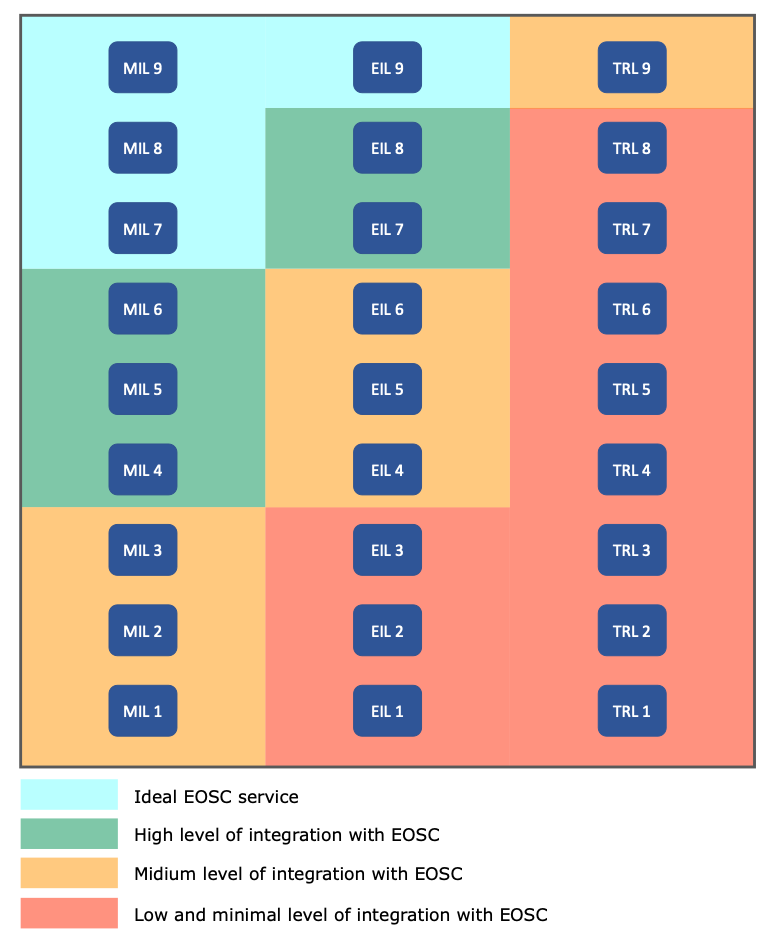 MIL 9 EIL 9 TRL 9
MIL 8 EIL 8 TRL 8
MIL 7 EIL 7 TRL 7
MIL 6 EIL 6 TRL 6
MIL 5 EIL 5 TRL 5
MIL 4 EIL 4 TRL 4
MIL 3 EIL 3 TRL 3
MIL 2 EIL 2 TRL 2
MIL 1 EIL 1 TRL 1
Ideal EOSC service
High level of integration with EOSC
Midium level of integration with EOSC
Low and minimal level of integration with EOSC